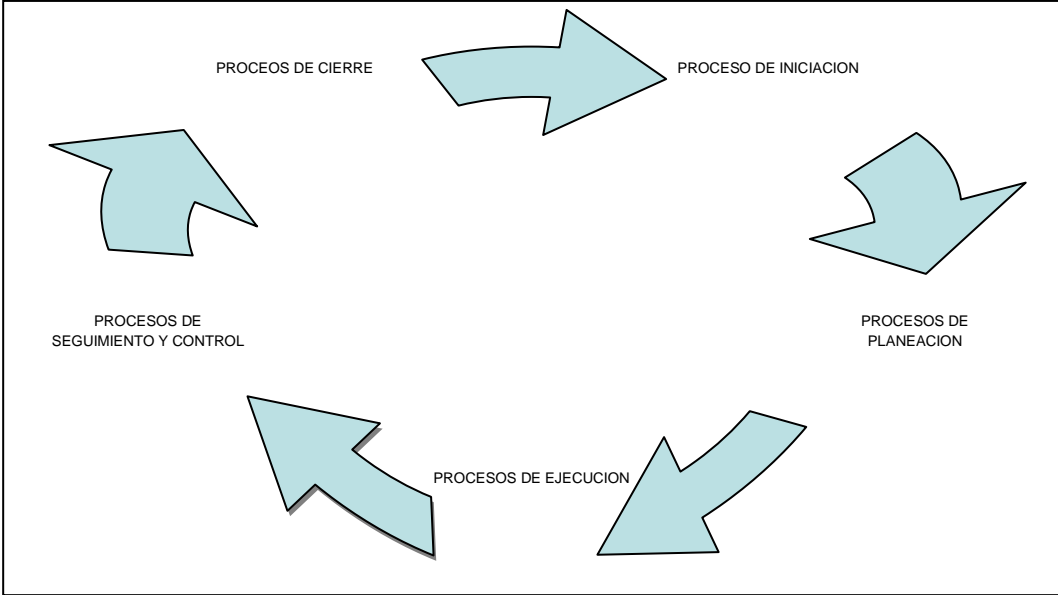 PROCEOS DE CIERRE
PROCESO DE INICIACION
PROCESOS DE
SEGUIMIENTO Y CONTROL
PROCESOS DE
PLANEACION
PROCESOS DE EJECUCION